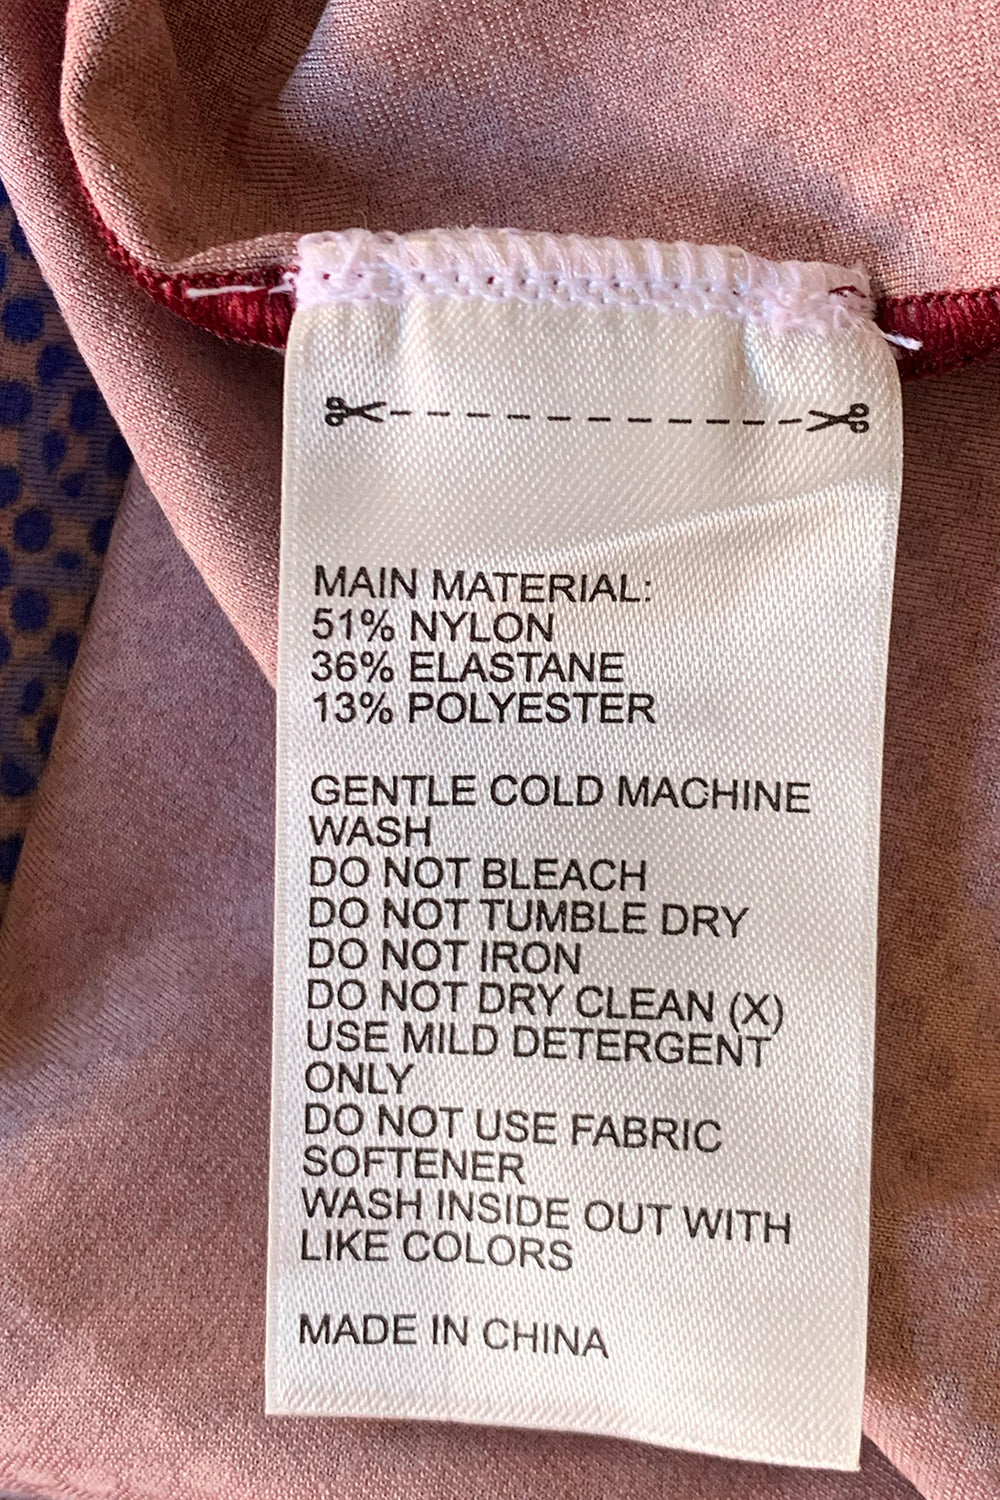 MAIN MATERIAL:
51% NYLON
36% ELASTANE
13% POLYESTER
GENTLE COLD MACHINE
WASH
DO NOT BLEACH
DO NOT TUMBLE DRY
DO NOT IRON
DO NOT DRY CLEAN (X)
USE MILD DETERGENT
ONLY
DO NOT USE FABRIC
SOFTENER
WASH INSIDE OUT WITH
LIKE COLORS
MADE IN CHINA